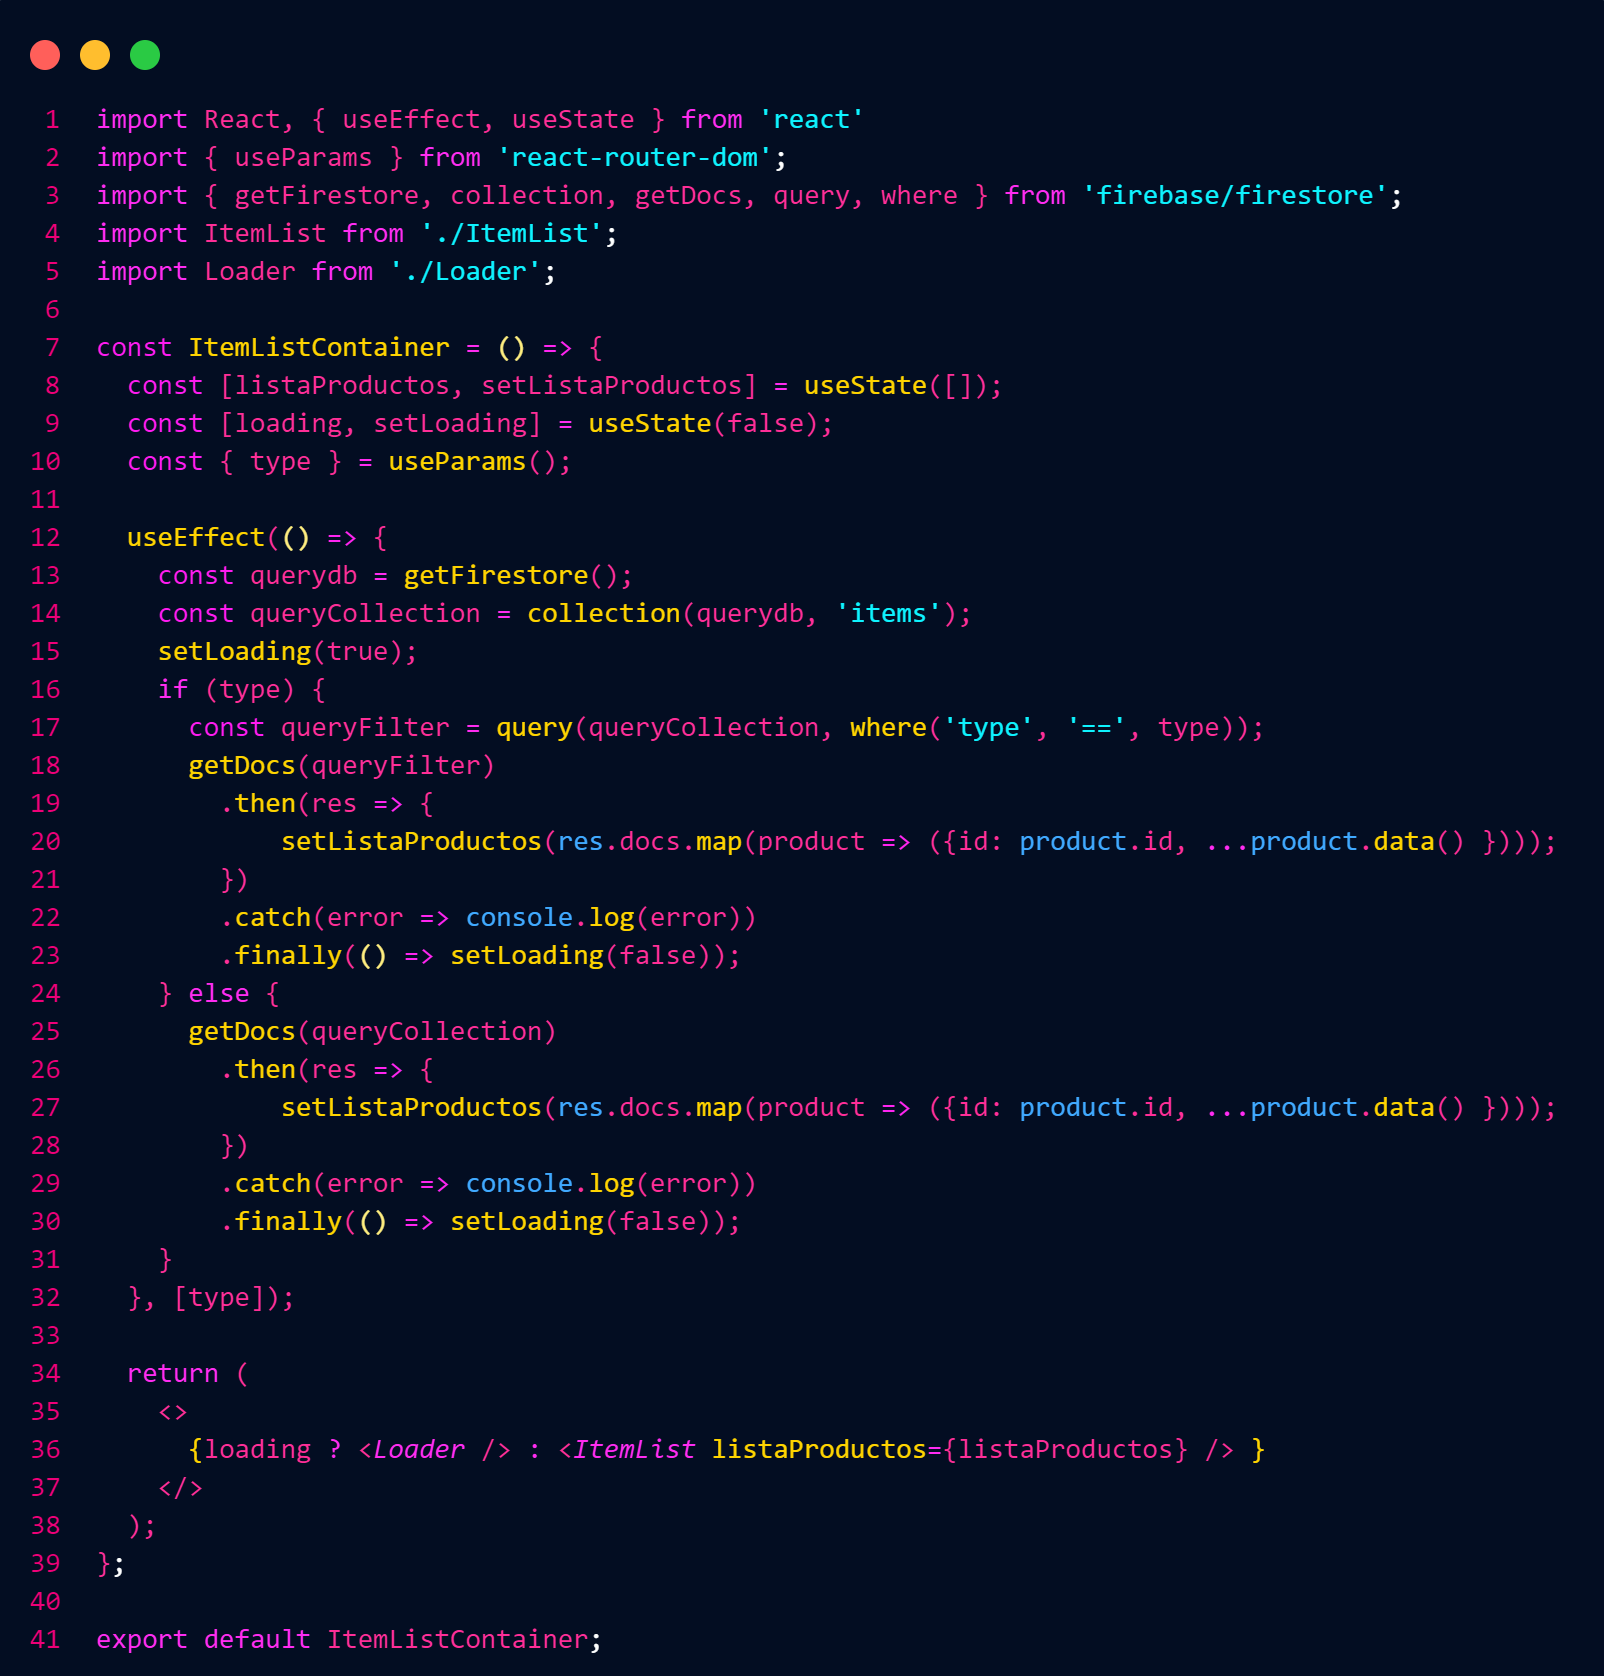 1 import React, { useEffect, useState } from 'react'
2 import { useParams } from 'react-router-dom';
3 import { getFirestore, collection, getDocs, query, where } from 'firebase/firestore';
4 import ItemList from './ItemList';
5 import Loader from './Loader';
6
7 const ItemListContainer = () => {
8   const [listaProductos, setListaProductos] = useState([]);
9   const [loading, setLoading] = useState(false);
10   const { type } = useParams();
11
12   useEffect(() => {
13     const querydb = getFirestore();
14     const queryCollection = collection(querydb, 'items');
15     setLoading(true);
16     if (type) {
17       const queryFilter = query(queryCollection, where('type', '==', type));
18       getDocs(queryFilter)
19         .then(res => {
20             setListaProductos(res.docs.map(product => ({id: product.id, ...product.data() })));
21         })
22         .catch(error => console.log(error))
23         .finally(() => setLoading(false));
24     } else {
25       getDocs(queryCollection)
26         .then(res => {
27             setListaProductos(res.docs.map(product => ({id: product.id, ...product.data() })));
28         })
29         .catch(error => console.log(error))
30         .finally(() => setLoading(false));
31     }
32   }, [type]);
33
34   return (
35     <>
36       {loading ? <Loader /> : <ItemList listaProductos={listaProductos} /> }
37     </>
38   );
39 };
40
41 export default ItemListContainer;